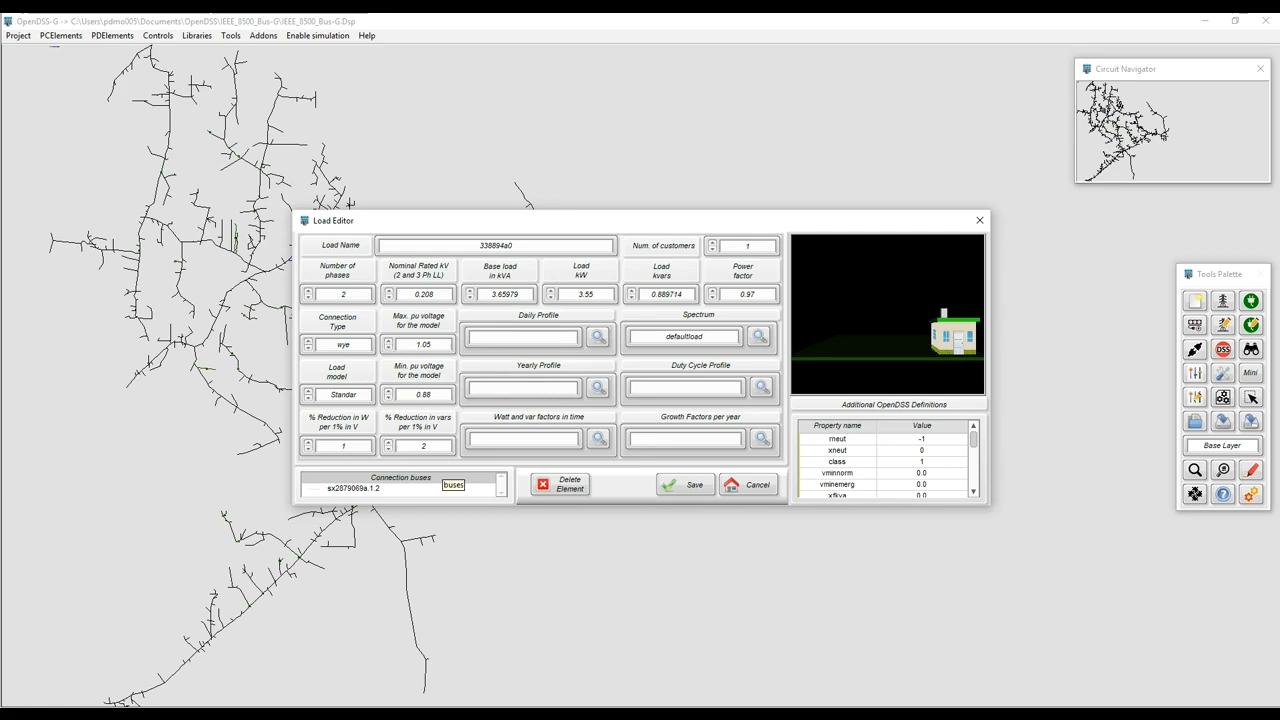 OpenDSS-G -> C:\Users\pdmo005\Documents\OpenDSS\IEEE_8500_Bus-G\IEEE_8500_Bus-G.Dsp
Project PCElements PDElements Controls Libraries Tools Addons Enable simulation Help
Circuit Navigator
Load Editor
Load Name 338894a0 Num. of customers 1
Number of phases
Nominal Rated kV
(2 and 3 Ph LL)
Base load
in kVA
Load
kW
Load
kvars
Power
factor
2 0.208 3.65979 3.55 0.889714 0.97
Connection
Type
Max. pu voltage
for the model
Daily Profile Spectrum
wye 1.05 defaultload
Load
model
Min. pu voltage
for the model
Yearly Profile Duty Cycle Profile
Standar 0.88
% Reduction in W
per 1% in V
% Reduction in vars
per 1% in V
Watt and var factors in time Growth Factors per year
1 2
Connection buses
sx2879069a.1.2
buses
Delete
Element
Save Cancel
Additional OpenDSS Definitions
Property name Value
rneut -1
xneut 0
class 1
vminnorm 0.0
vminemerg 0.0
xfkva 0.0
Tools Palette
DSS
Mini
Base Layer